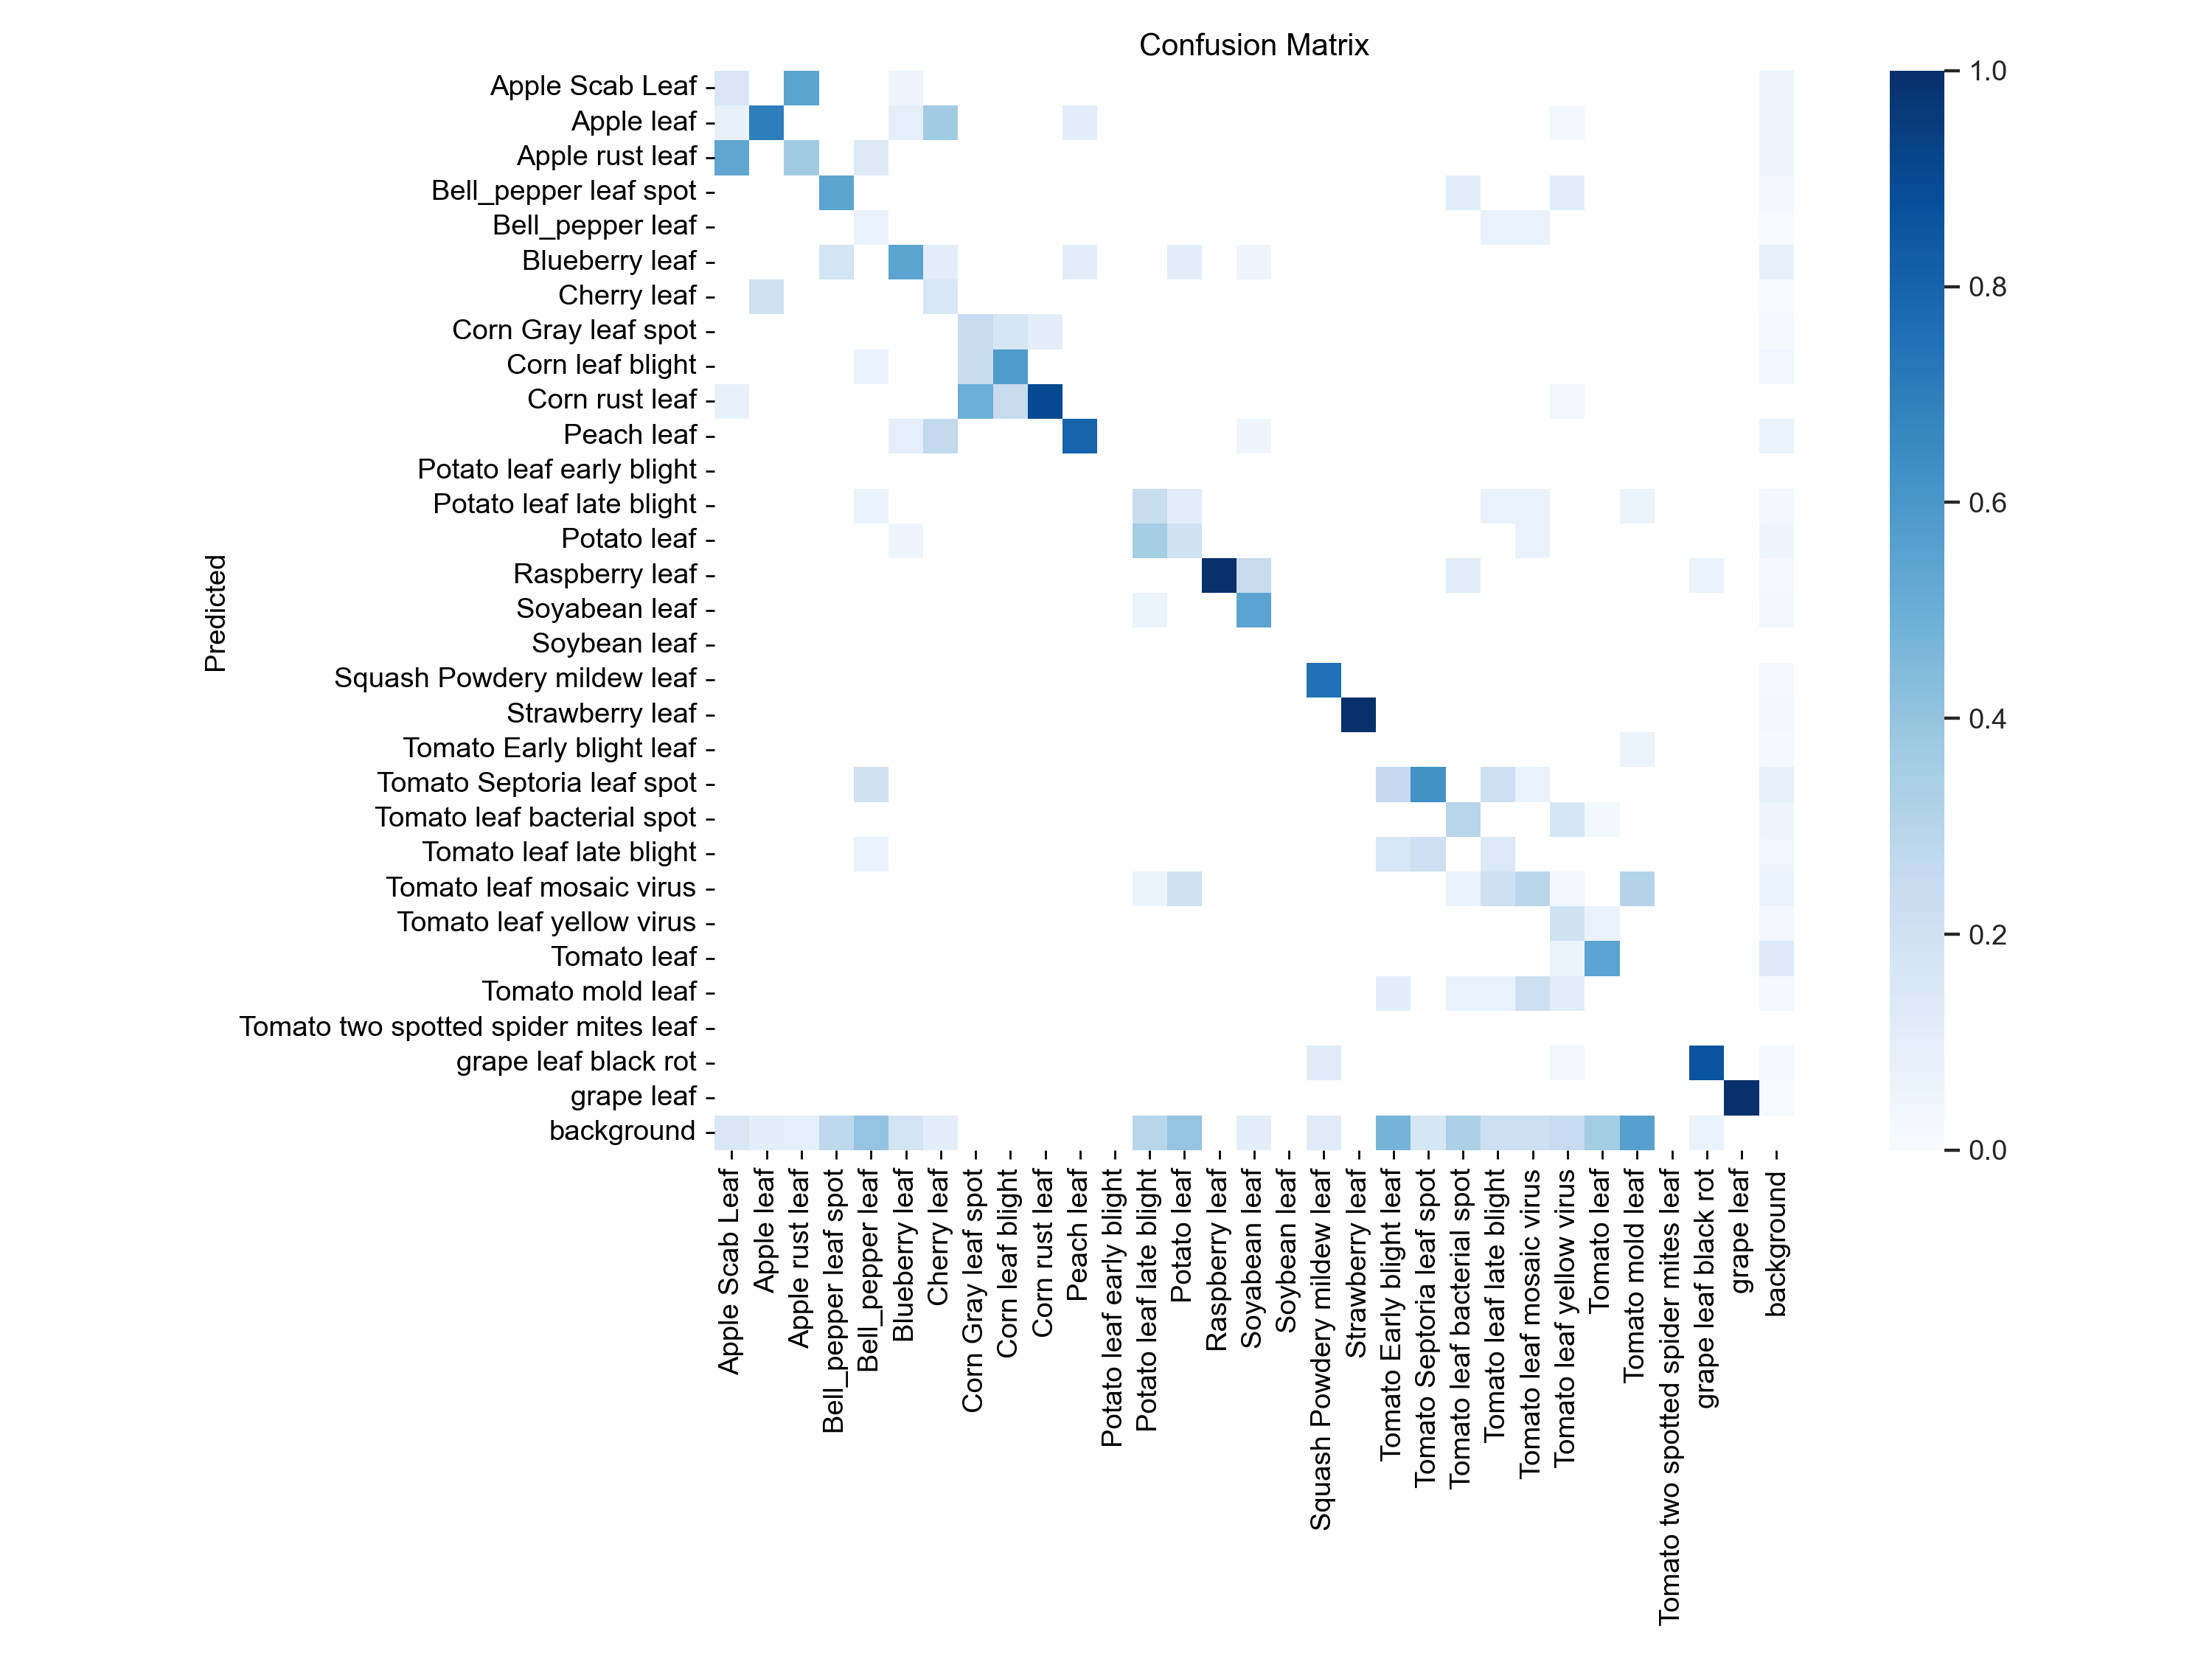 Confusion Matrix
Predicted
Apple Scab Leaf
Apple leaf
Apple rust leaf
Bell_pepper leaf spot
Bell_pepper leaf
Blueberry leaf
Cherry leaf
Corn Gray leaf spot
Corn leaf blight
Corn rust leaf
Peach leaf
Potato leaf early blight
Potato leaf late blight
Potato leaf
Raspberry leaf
Soyabean leaf
Soybean leaf
Squash Powdery mildew leaf
Strawberry leaf
Tomato Early blight leaf
Tomato Septoria leaf spot
Tomato leaf bacterial spot
Tomato leaf late blight
Tomato leaf mosaic virus
Tomato leaf yellow virus
Tomato leaf
Tomato mold leaf
Tomato two spotted spider mites leaf
grape leaf black rot
grape leaf
background
Apple Scab Leaf
Apple leaf
Apple rust leaf
Bell_pepper leaf spot
Bell_pepper leaf
Blueberry leaf
Cherry leaf
Corn Gray leaf spot
Corn leaf blight
Corn rust leaf
Peach leaf
Potato leaf early blight
Potato leaf late blight
Potato leaf
Raspberry leaf
Soyabean leaf
Soybean leaf
Squash Powdery mildew leaf
Strawberry leaf
Tomato Early blight leaf
Tomato Septoria leaf spot
Tomato leaf bacterial spot
Tomato leaf late blight
Tomato leaf mosaic virus
Tomato leaf yellow virus
Tomato leaf
Tomato mold leaf
Tomato two spotted spider mites leaf
grape leaf black rot
grape leaf
background
1.0
0.8
0.6
0.4
0.2
0.0